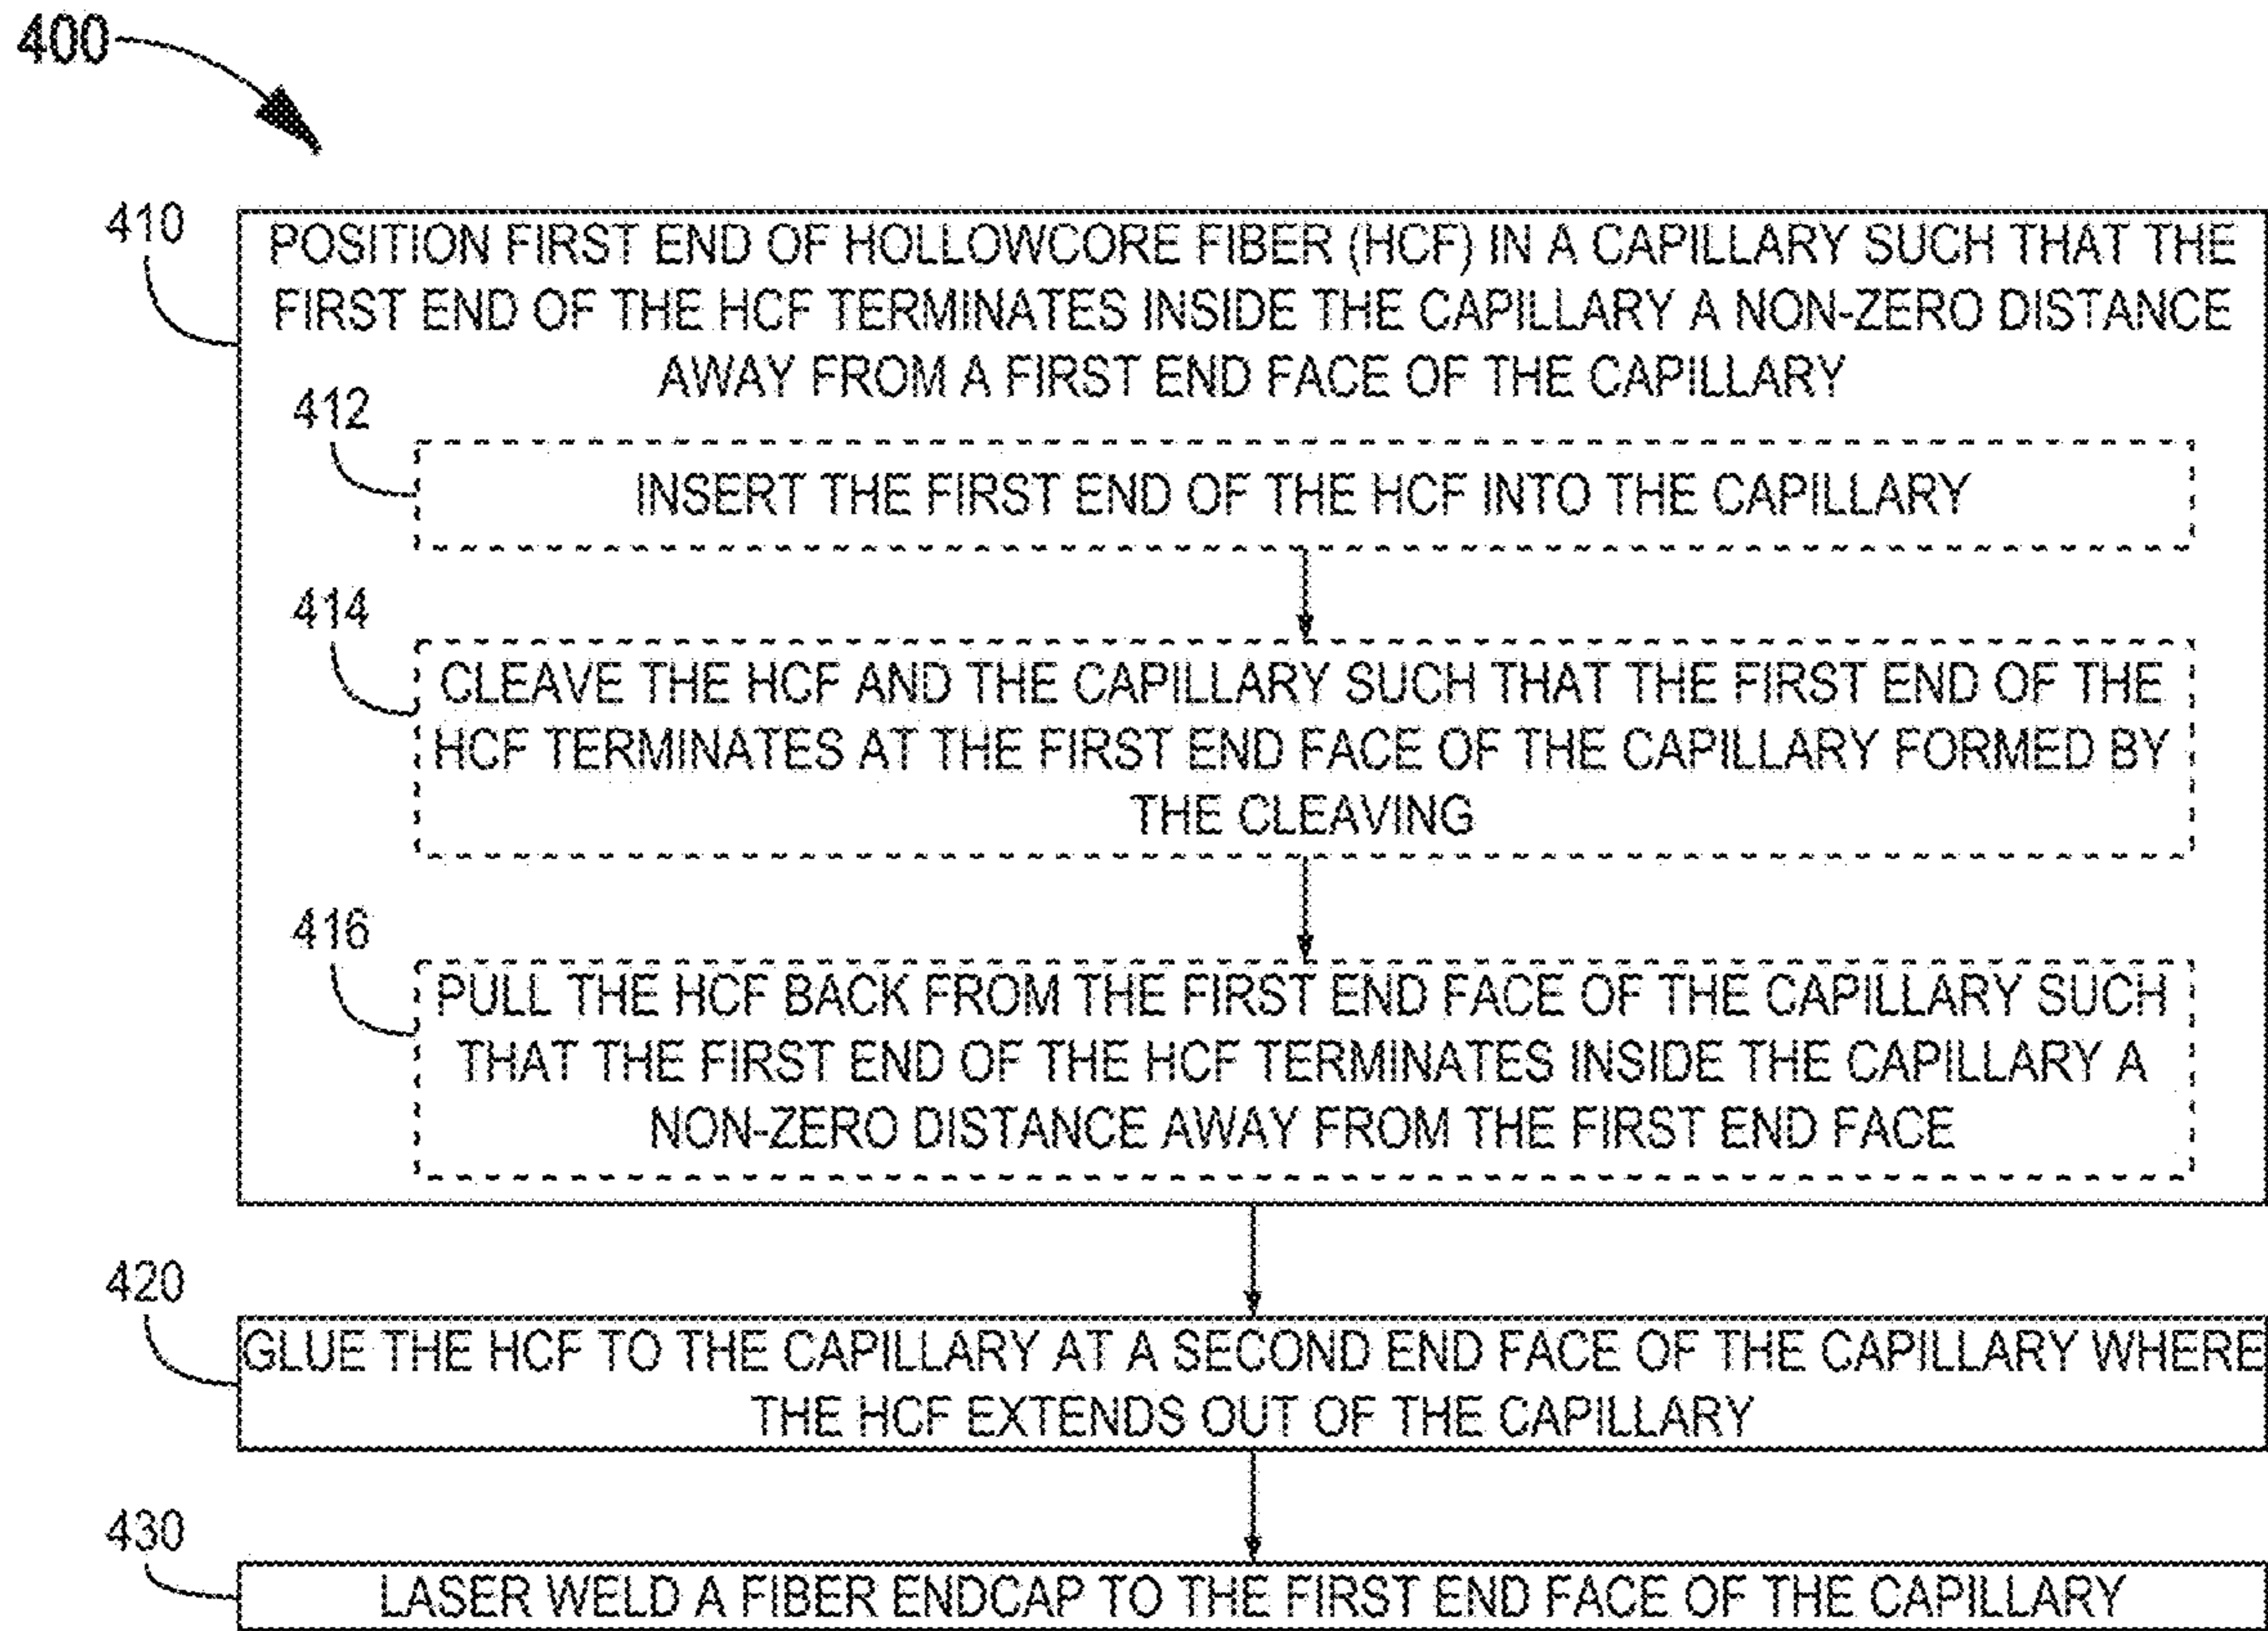 400
410
POSITION FIRST END OF HOLLOWCORE FIBER (HCF) IN A CAPILLARY SUCH THAT THE
FIRST END OF THE HCF TERMINATES INSIDE THE CAPILLARY A NON-ZERO DISTANCE
AWAY FROM A FIRST END FACE OF THE CAPILLARY
412
INSERT THE FIRST END OF THE HCF INTO THE CAPILLARY
414
CLEAVE THE HCF AND THE CAPILLARY SUCH THAT THE FIRST END OF THE
HCF TERMINATES AT THE FIRST END FACE OF THE CAPILLARY FORMED BY
THE CLEAVING
416
PULL THE HCF BACK FROM THE FIRST END FACE OF THE CAPILLARY SUCH
THAT THE FIRST END OF THE HCF TERMINATES INSIDE THE CAPILLARY A
NON-ZERO DISTANCE AWAY FROM THE FIRST END FACE
420
GLUE THE HCF TO THE CAPILLARY AT A SECOND END FACE OF THE CAPILLARY WHERE
THE HCF EXTENDS OUT OF THE CAPILLARY
430
LASER WELD A FIBER ENDCAP TO THE FIRST END FACE OF THE CAPILLARY